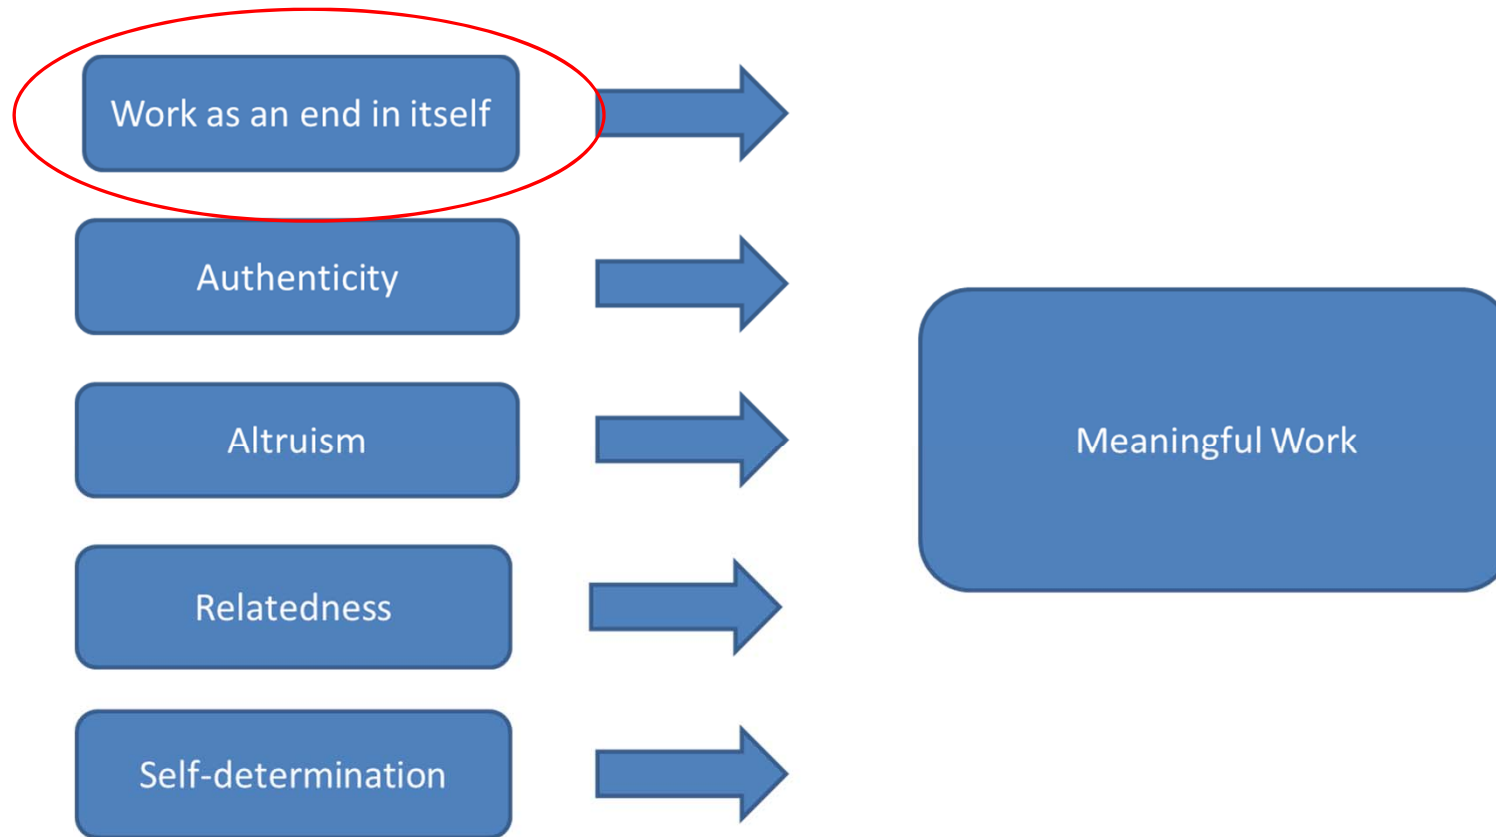 Work as an end in itself
Authenticity
Altruism
Meaningful Work
Relatedness
Self-determination